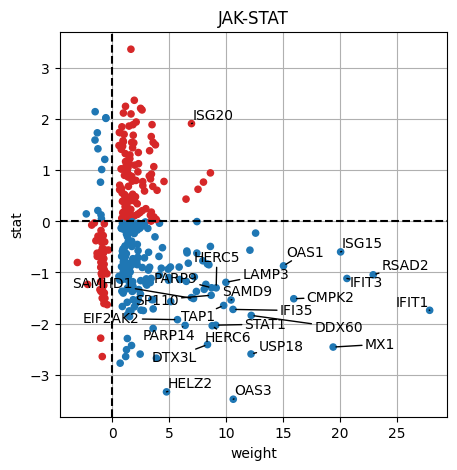 JAK-STAT
ISG20
ISG15
OAS1
HERC5
RSAD2
LAMP3
PARP9
IFIT3
SAMHD1
SAMD9
SP110
CMPK2
IFIT1
TAP1
IFI35
EIF2AK2
STAT1
DDX60
PARP14
HERC6
USP18
MX1
DTX3L
HELZ2
OAS3
3
2
1
0
−1
−2
−3
stat
0
5
10
15
20
25
weight